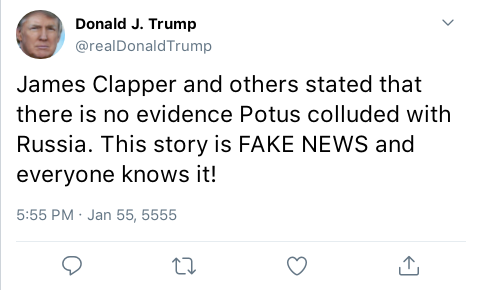 Donald J. Trump
@realDonaldTrump
James Clapper and others stated that
there is no evidence Potus colluded with
Russia. This story is FAKE NEWS and
everyone knows it!
5:55 PM · Jan 55, 5555